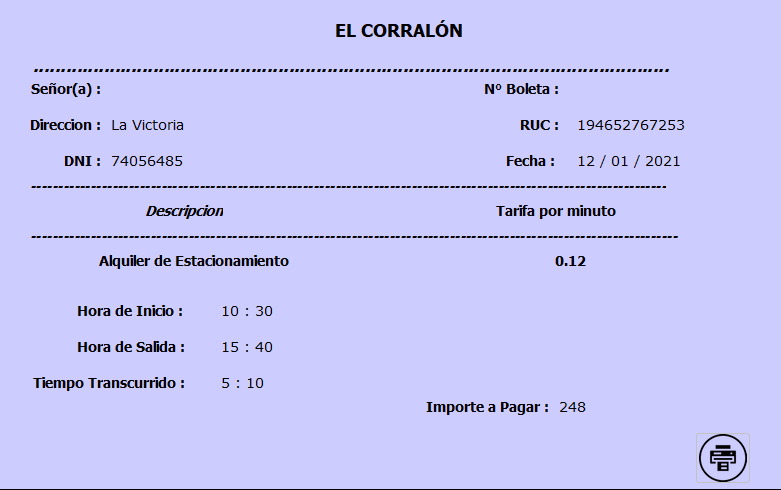 EL CORRALÓN
Señor(a) : Nº Boleta :
Direccion : La Victoria RUC : 194652767253
DNI : 74056485 Fecha : 12 / 01 / 2021
Descripcion Tarifa por minuto
Alquiler de Estacionamiento 0.12
Hora de Inicio : 10 : 30
Hora de Salida : 15 : 40
Tiempo Transcurrido : 5 : 10
Importe a Pagar : 248